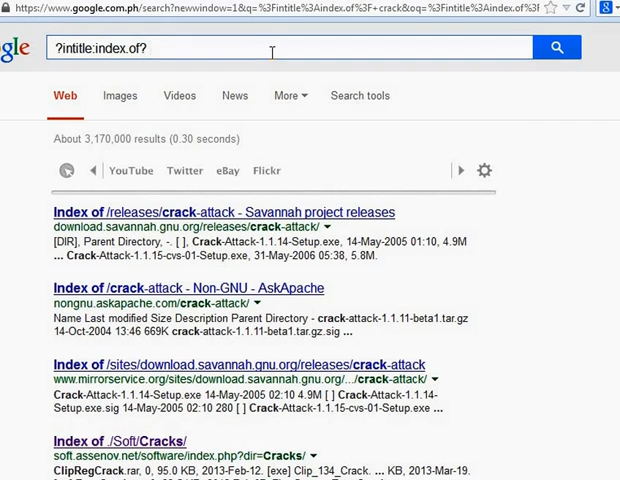 https://www.google.com.ph/search?newwindow=1&q=%3Fintitle%3Aindex.of%3F+crack&oq=%3Fintitle%3Aindex.of%3F
gle ?intitle:index.of?
Web Images Videos News More Search tools
About 3,170,000 results (0.30 seconds)
YouTube Twitter eBay Flickr
Index of /releases/crack-attack - Savannah project releases
download.savannah.gnu.org/releases/crack-attack/
[DIR], Parent Directory, -. [ ], Crack-Attack-1.1.14-Setup.exe, 14-May-2005 01:10, 4.9M
... Crack-Attack-1.1.15-cvs-01-Setup.exe, 31-May-2006 05:38, 5.8M.
Index of /crack-attack - Non-GNU - AskApache
nongnu.askapache.com/crack-attack/
Name Last modified Size Description Parent Directory - crack-attack-1.1.11-beta1.tar.gz
14-Oct-2004 13:46 669K crack-attack-1.1.11-beta1.tar.gz.sig ...
Index of /sites/download.savannah.gnu.org/releases/crack-attack
www.mirrorservice.org/sites/download.savannah.gnu.org/.../crack-attack/
Crack-Attack-1.1.14-Setup.exe 14-May-2005 02:10 4.9M [ ] Crack-Attack-1.1.14-
Setup.exe.sig 14-May-2005 02:10 280 [ ] Crack-Attack-1.1.15-cvs-01-Setup.exe ...
Index of ./Soft/Cracks/
soft.assenov.net/software/index.php?dir=Cracks/
ClipRegCrack.rar, 0, 95.0 KB, 2013-Feb-12. [exe] Clip_134_Crack. ... KB, 2013-Mar-19.